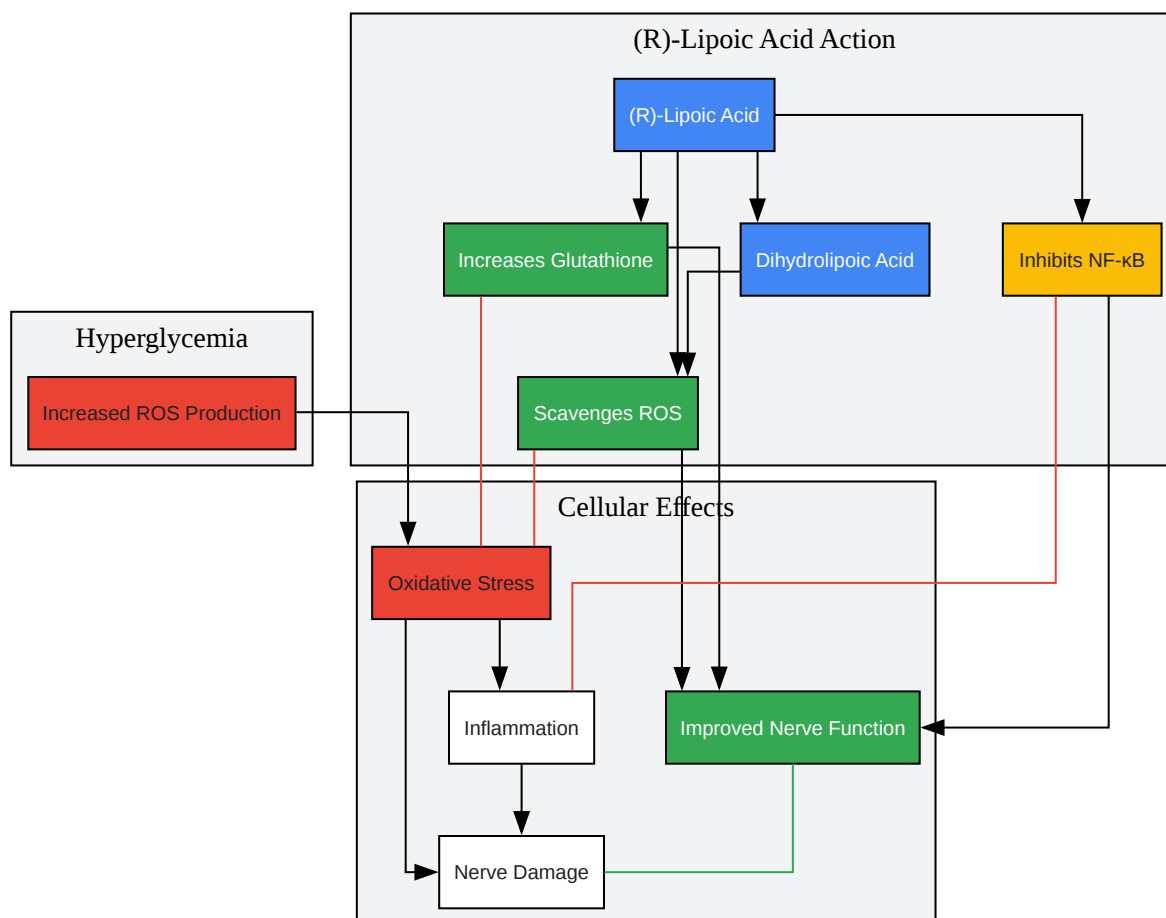 (R)-Lipoic Acid Action
(R)-Lipoic Acid
Increases Glutathione
Dihydrolipoic Acid
Inhibits NF-κB
Hyperglycemia
Increased ROS Production
Scavenges ROS
Cellular Effects
Oxidative Stress
Inflammation
Improved Nerve Function
Nerve Damage